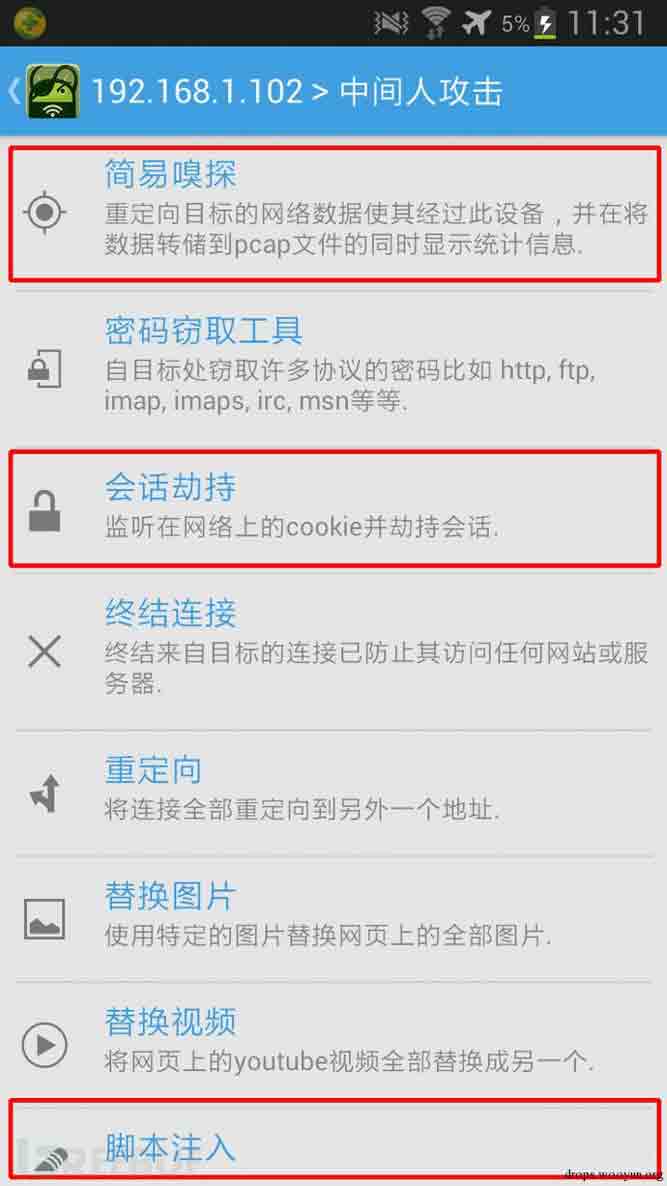 5% 11:31
192.168.1.102 > 中间人攻击
简易嗅探
重定向目标的网络数据使其经过此设备，并在将
数据转储到pcap文件的同时显示统计信息.
密码窃取工具
自目标处窃取许多协议的密码比如 http, ftp,
imap, imaps, irc, msn等等.
会话劫持
监听在网络上的cookie并劫持会话.
终结连接
终结来自目标的连接已防止其访问任何网站或服
务器.
重定向
将连接全部重定向到另外一个地址.
替换图片
使用特定的图片替换网页上的全部图片.
替换视频
将网页上的youtube视频全部替换成另一个.
脚本注入
drops.wooyun.org